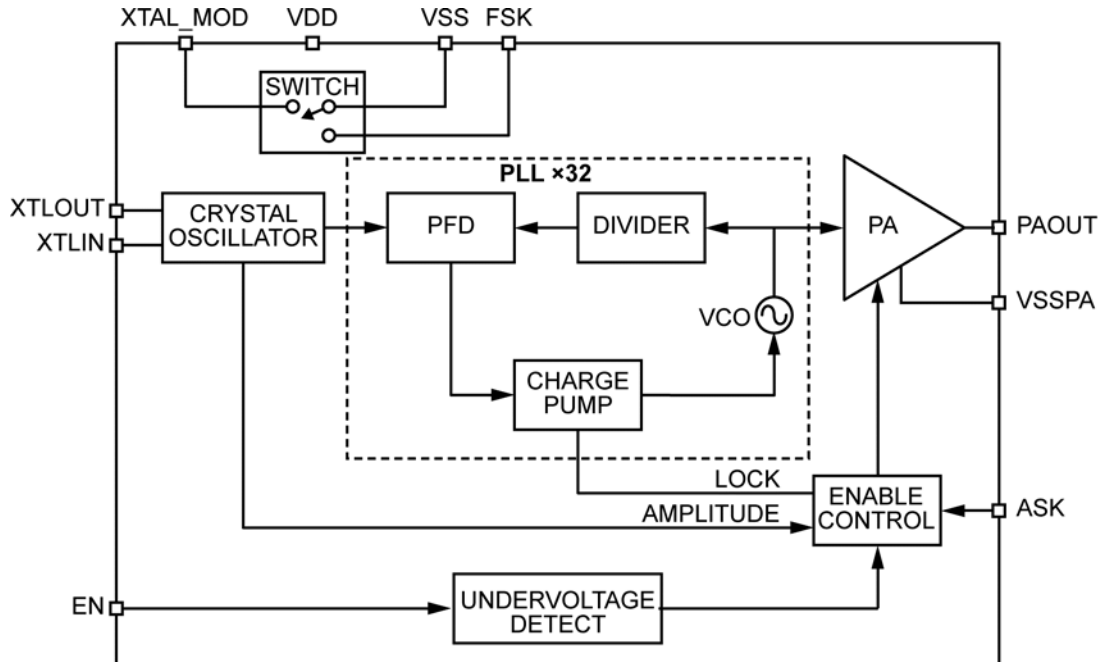 XTAL_MOD VDD VSS FSK
SWITCH
PLL ×32
XTLOUT
XTLIN
CRYSTAL
OSCILLATOR
PFD
DIVIDER
PA
PAOUT
VSSPA
VCO
CHARGE
PUMP
LOCK
AMPLITUDE
ENABLE
CONTROL
ASK
EN
UNDERVOLTAGE
DETECT